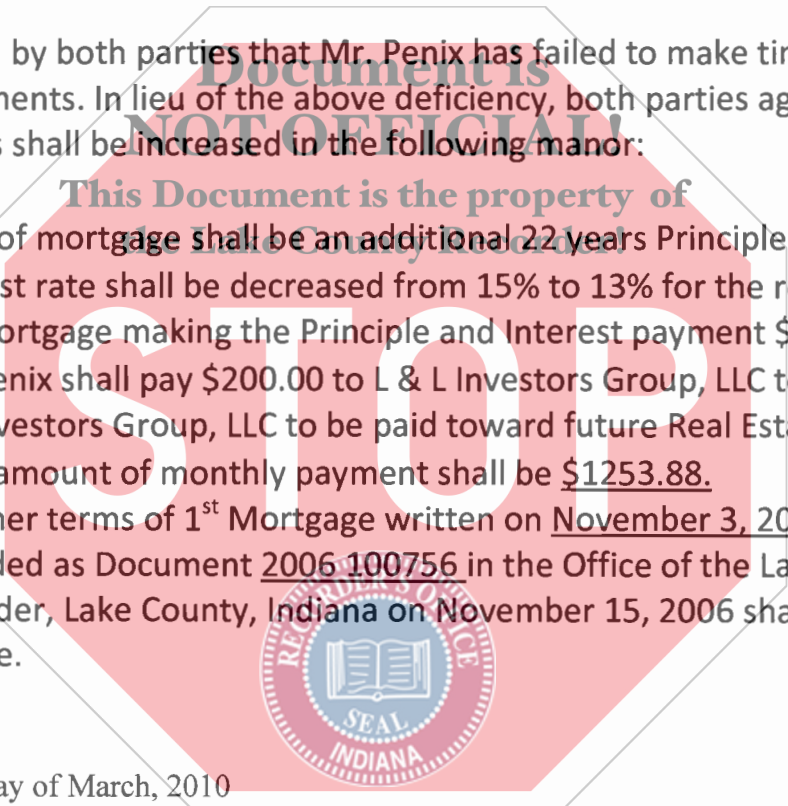 by both parties that Mr. Penix has failed to make tir
Document is
nents. In lieu of the above deficiency, both parties ag
NOT OFFICIAL!
s shall be increased in the following manor:
This Document is the property of
of mortgage shall be an additional 22 years Principle
the Lake County Recorder!
st rate shall be decreased from 15% to 13% for the r
ortgage making the Principle and Interest payment $
enix shall pay $200.00 to L & L Investors Group, LLC t
vestors Group, LLC to be paid toward future Real Esta
amount of monthly payment shall be $1253.88.
STOP
ner terms of 1st Mortgage written on November 3, 20
ded as Document 2006 100756 in the Office of the La
der, Lake County, Indiana on November 15, 2006 sha
e.
RECORDER'S OFFICE
SEAL
INDIANA
ay of March, 2010